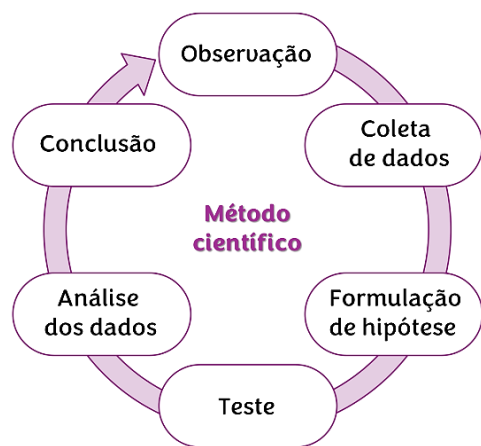 Observação
Coleta
de dados
Formulação
de hipótese
Teste
Análise
dos dados
Conclusão
Método
científico